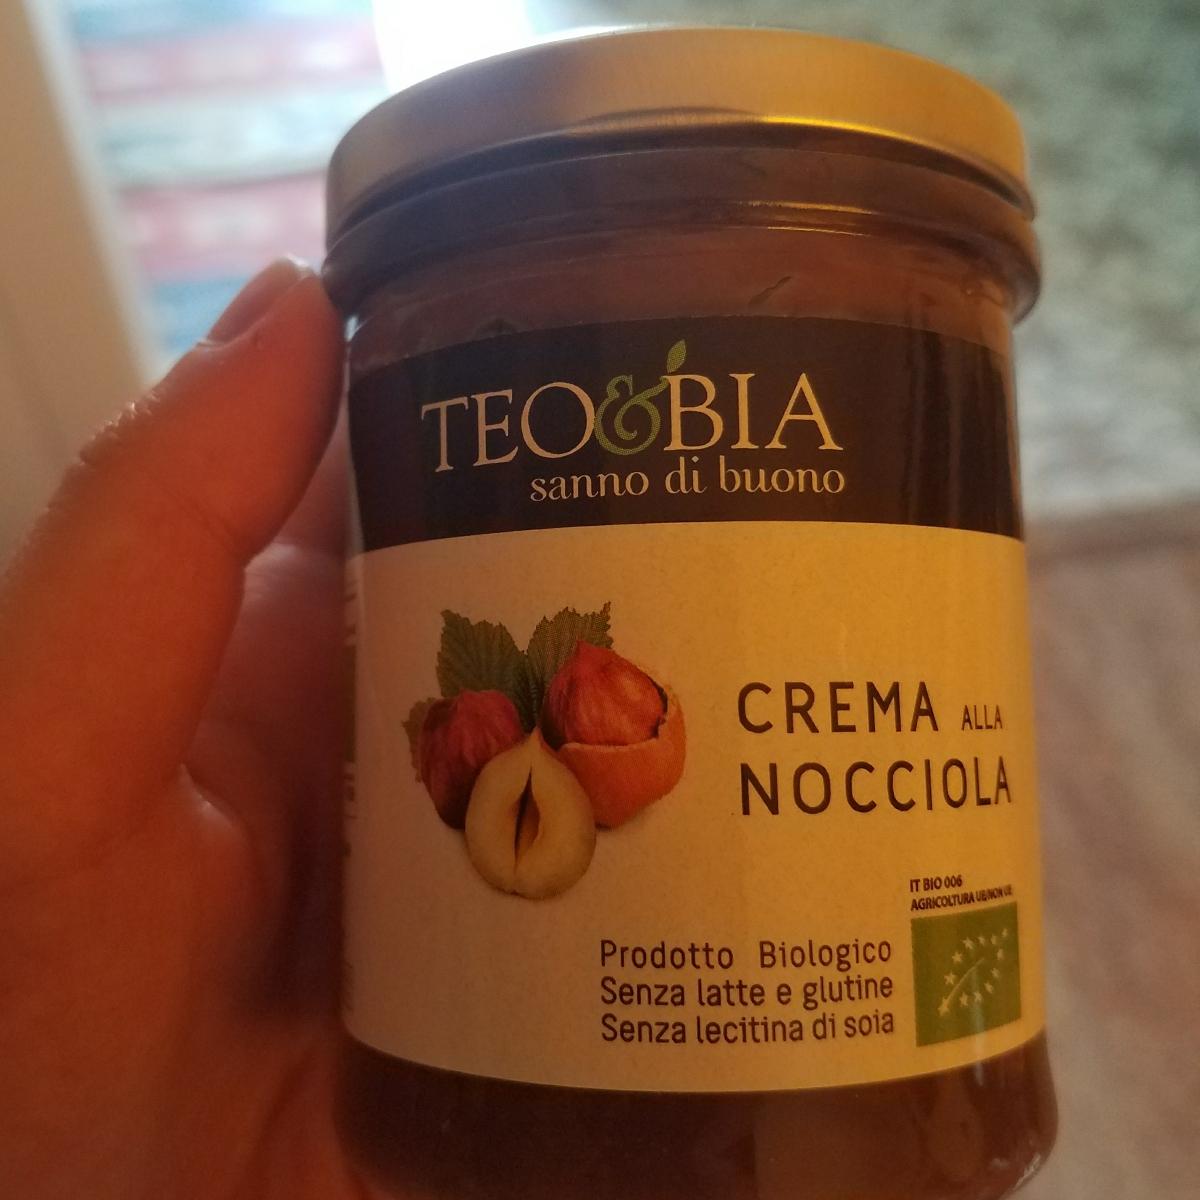 TEO&BIA
sanno di buono
CREMA ALLA
NOCCIOLA
IT BIO 006
AGRICOLTURA UE/NON UE
Prodotto Biologico
Senza latte e glutine
Senza lecitina di soia